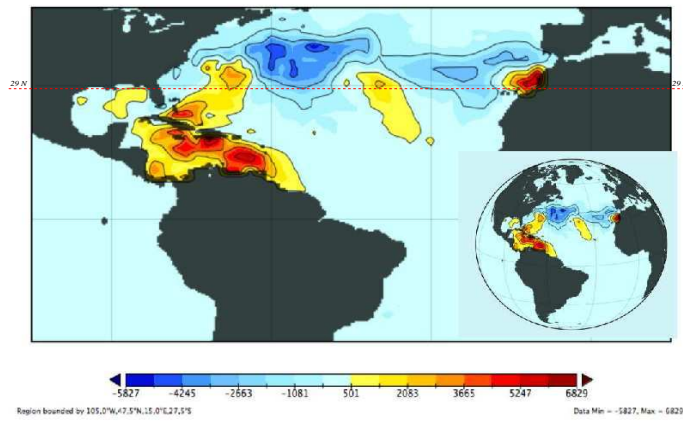 29 N 29
-5827 -4245 -2663 -1081 501 2083 3665 5247 6829
Region bounded by 105.0°W,47.5°N,15.0°E,27.5°S Data Min = -5827, Max = 6829